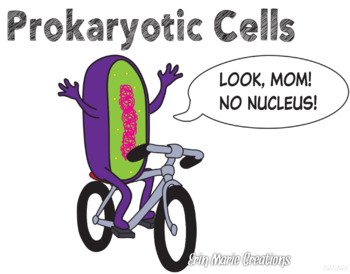 Prokaryotic Cells
LOOK, MOM!
NO NUCLEUS!
Erin Marie Creations